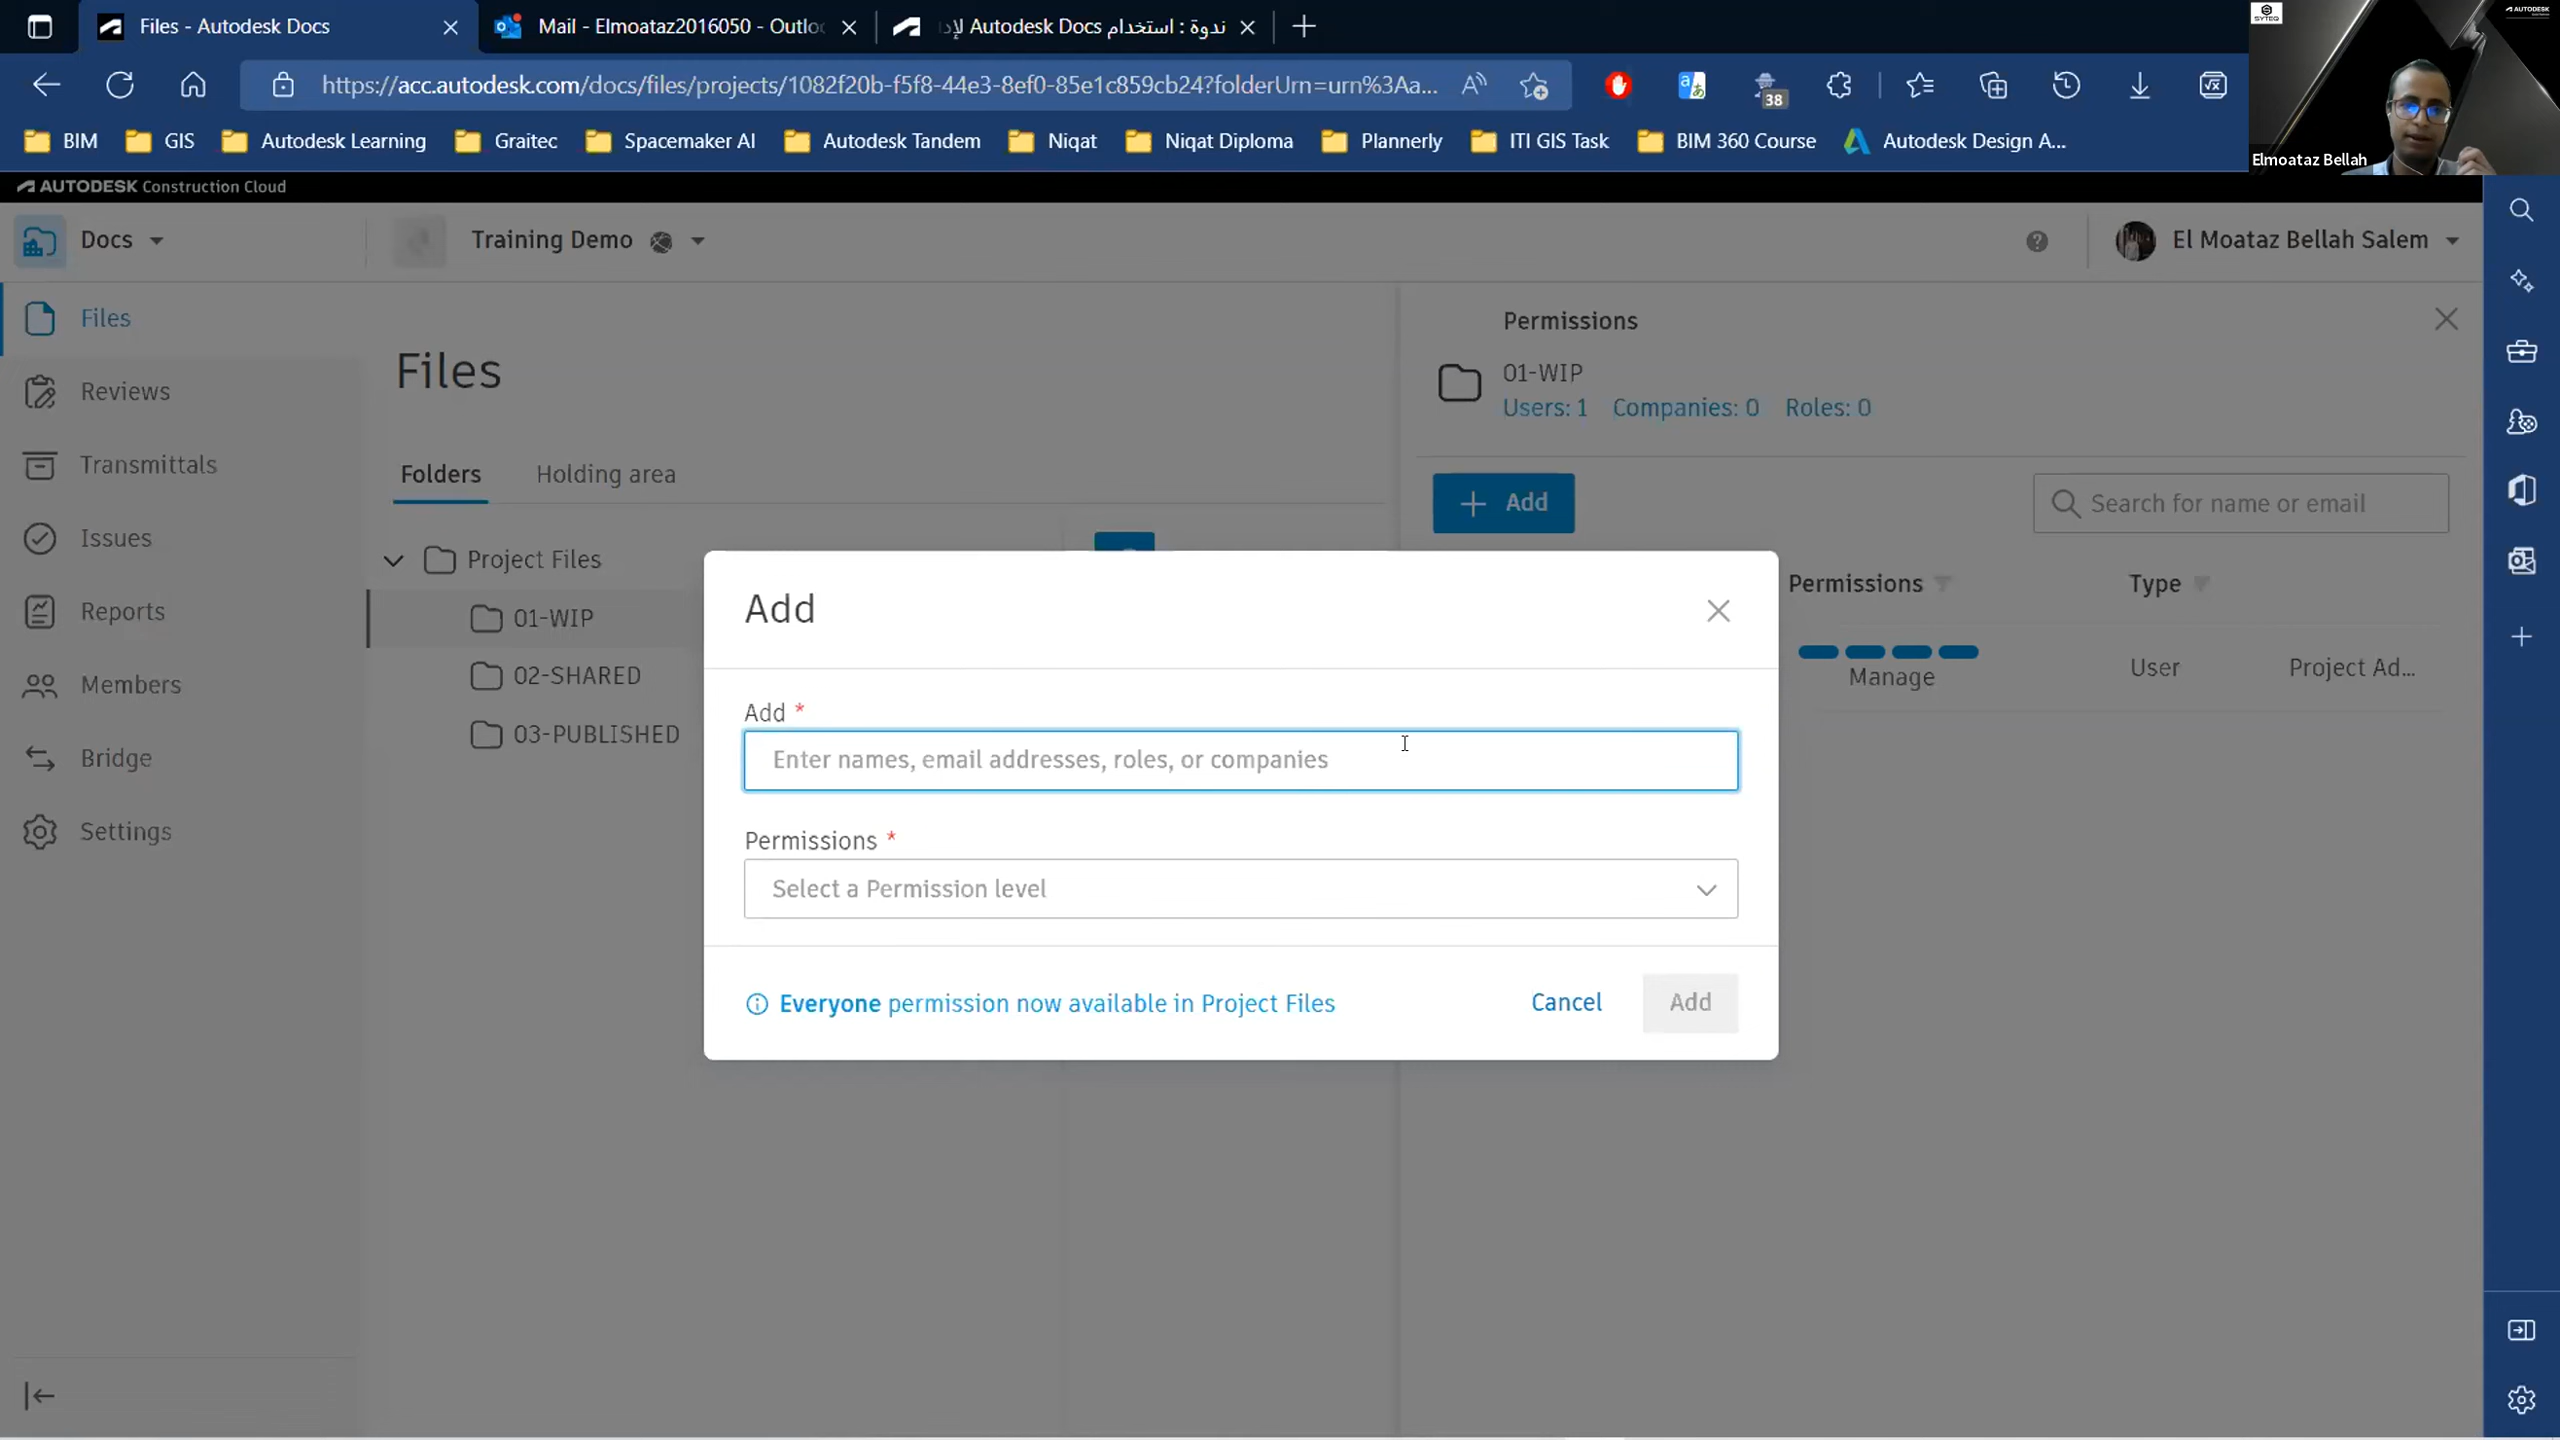 Files - Autodesk Docs
Mail - Elmoataz2016050 - Outlo
ندوة : استخدام Autodesk Docs لإد
SYTEQ
AUTODESK
https://acc.autodesk.com/docs/files/projects/1082f20b-f5f8-44e3-8ef0-85e1c859cb24?folderUrn=urn%3Aa...
38
BIM
GIS
Autodesk Learning
Graitec
Spacemaker AI
Autodesk Tandem
Niqat
Niqat Diploma
Plannerly
ITI GIS Task
BIM 360 Course
Autodesk Design A...
Elmoataz Bellah
AUTODESK Construction Cloud
Docs
Training Demo
El Moataz Bellah Salem
Files
Reviews
Transmittals
Issues
Reports
Members
Bridge
Settings
Files
Folders
Holding area
Project Files
01-WIP
02-SHARED
03-PUBLISHED
Permissions
01-WIP
Users: 1 Companies: 0 Roles: 0
+ Add
Search for name or email
Permissions
Type
Manage
User
Project Ad...
Add
Add *
Enter names, email addresses, roles, or companies
Permissions *
Select a Permission level
Everyone permission now available in Project Files
Cancel
Add